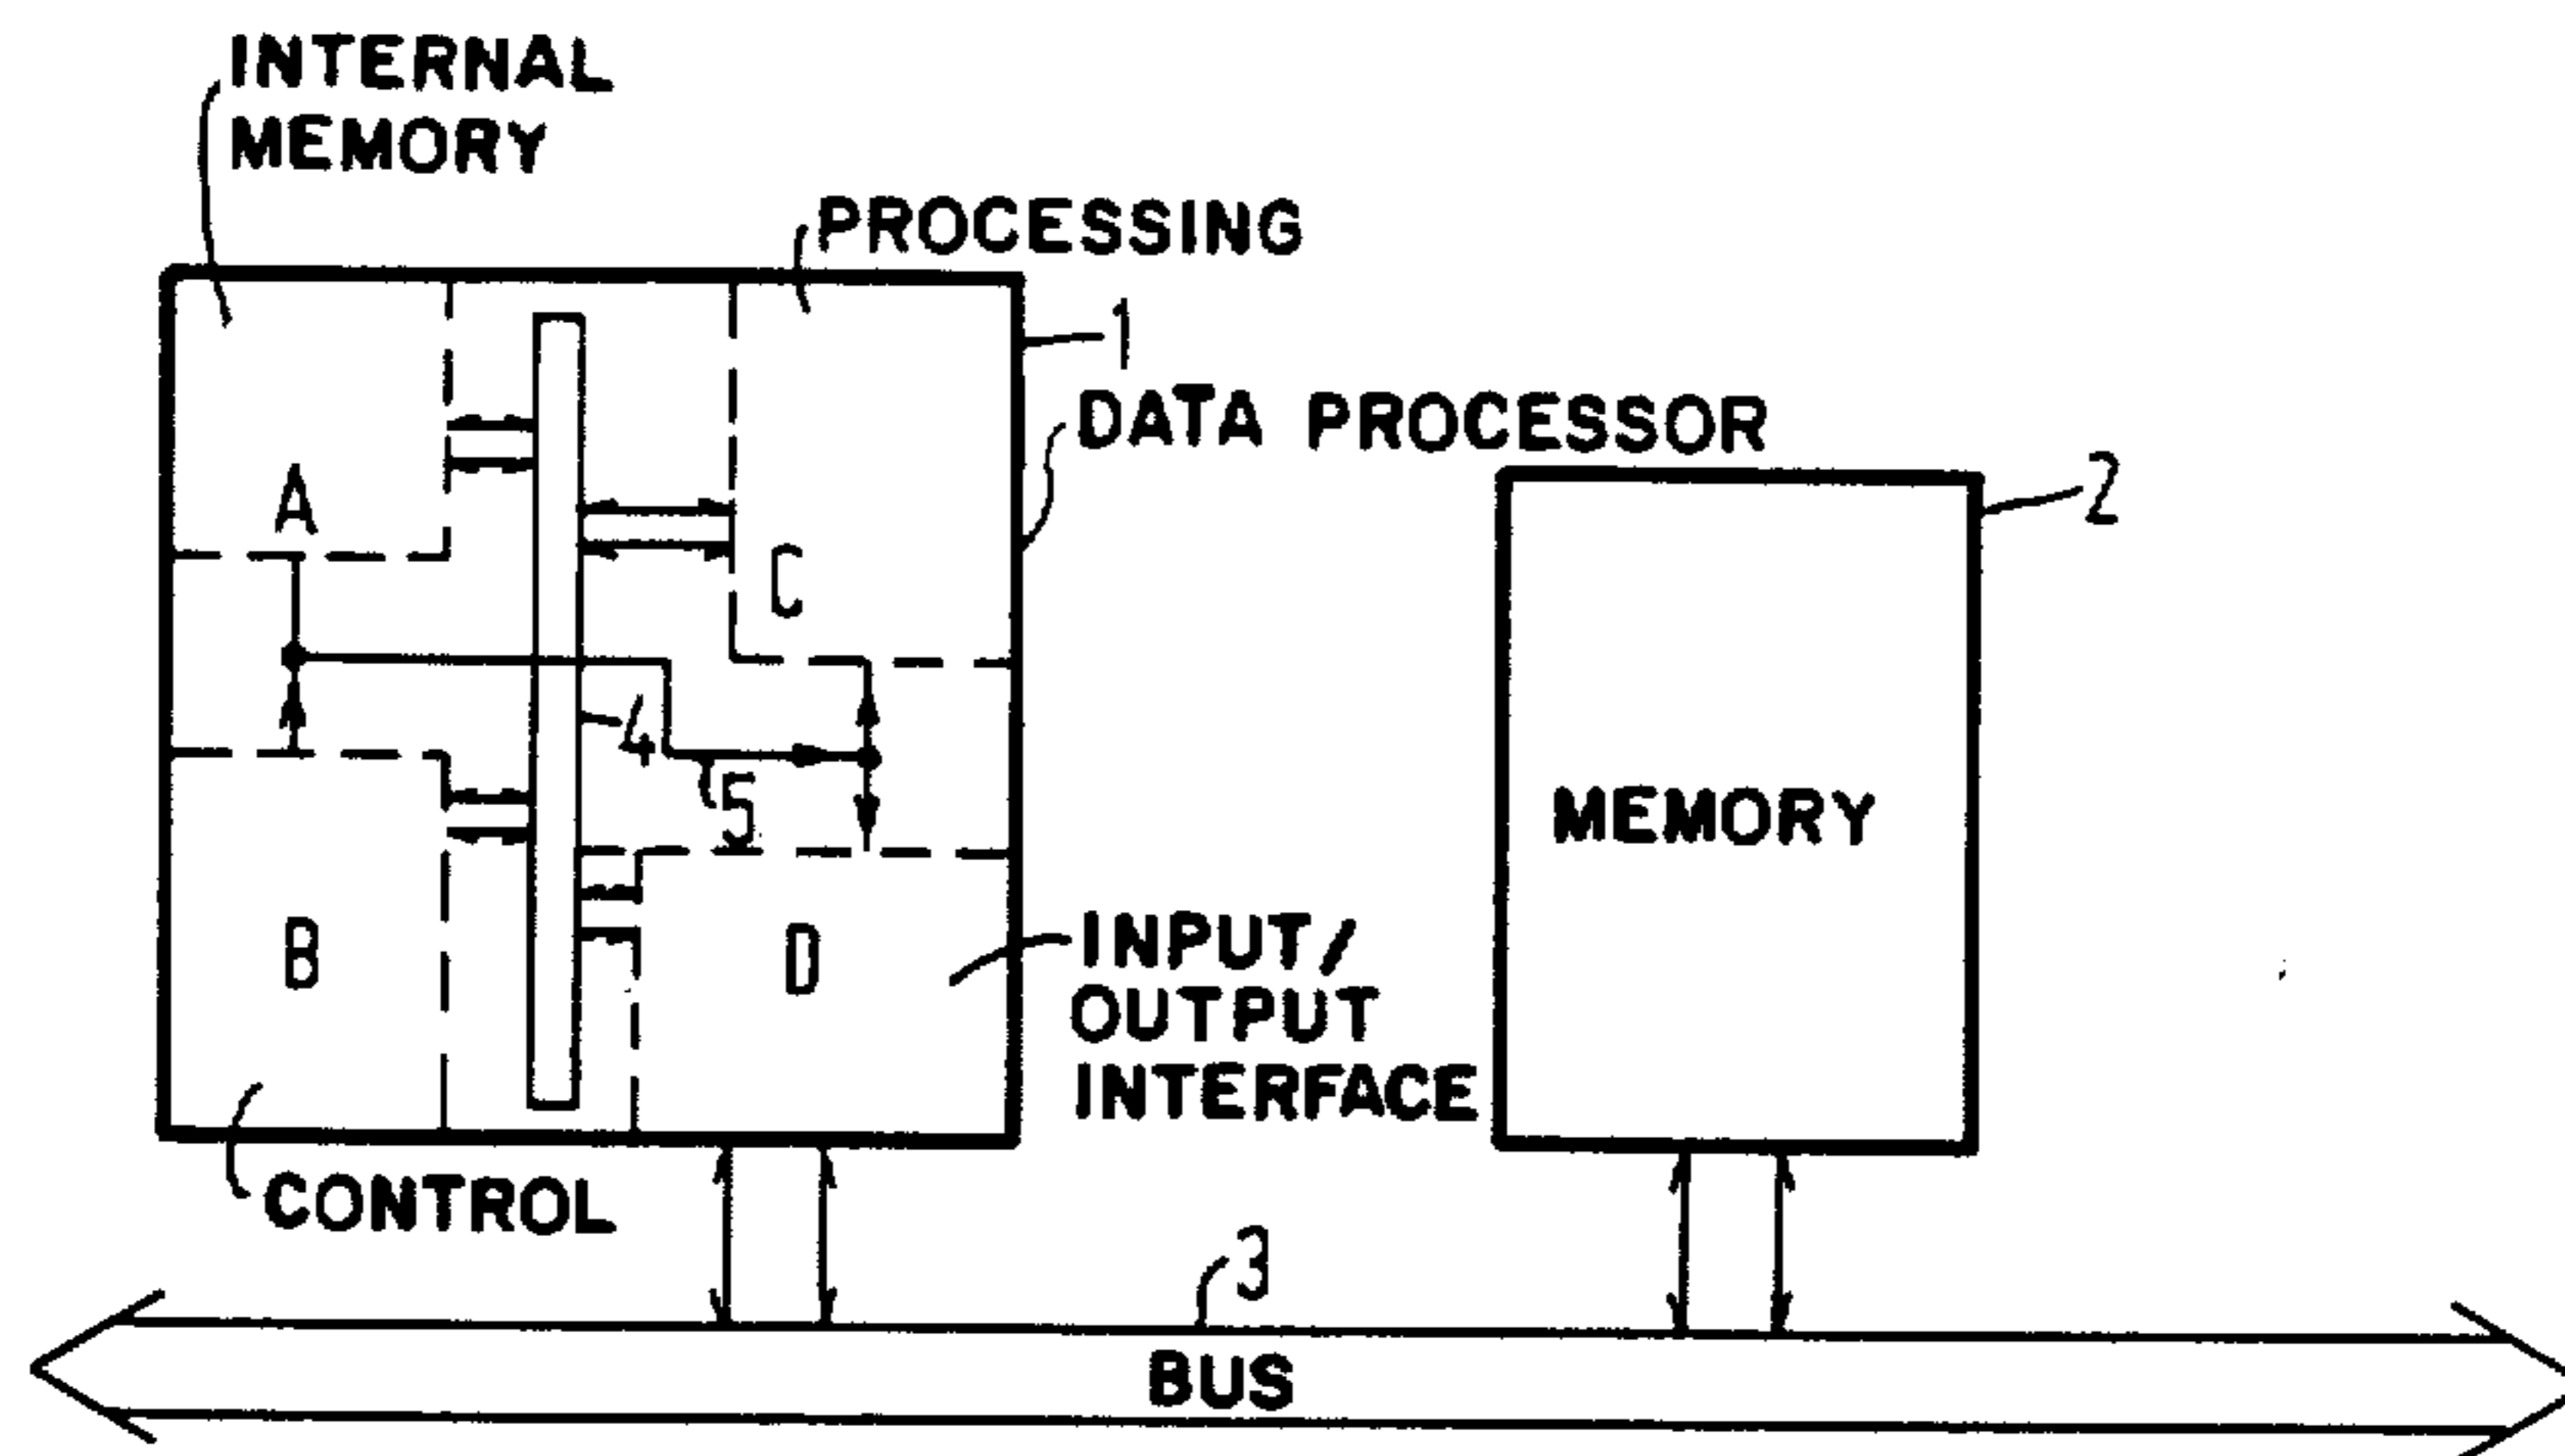 INTERNAL
MEMORY
PROCESSING
1
DATA PROCESSOR
2
A
C
4
5
MEMORY
B
D
INPUT/
OUTPUT
INTERFACE
CONTROL
3
BUS